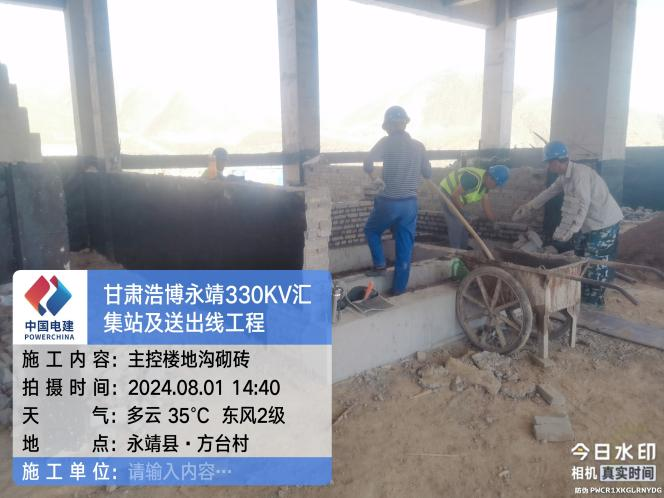 甘肃浩博永靖330KV汇
集站及送出线工程
中国电建
POWERCHINA
施工内容：主控楼地沟砌砖
拍摄时间：2024.08.01 14:40
天气：多云 35℃ 东风2级
地点：永靖县·方台村
施工单位：请输入内容…
今日水印
相机 真实时间
防伪 PWCR1XKGLRNYDG